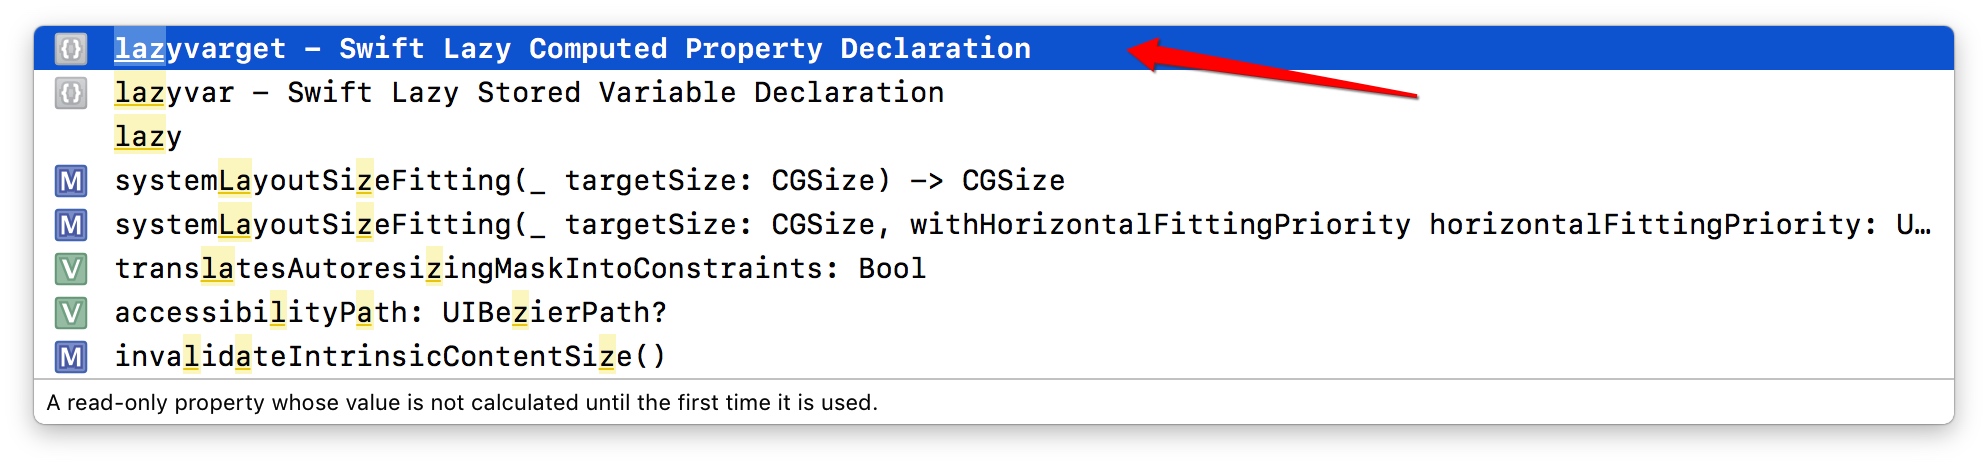 {} lazyvarget – Swift Lazy Computed Property Declaration
{} lazyvar – Swift Lazy Stored Variable Declaration
lazy
M systemLayoutSizeFitting(_ targetSize: CGSize) -> CGSize
M systemLayoutSizeFitting(_ targetSize: CGSize, withHorizontalFittingPriority horizontalFittingPriority: U…
V translatesAutoresizingMaskIntoConstraints: Bool
V accessibilityPath: UIBezierPath?
M invalidateIntrinsicContentSize()
A read-only property whose value is not calculated until the first time it is used.